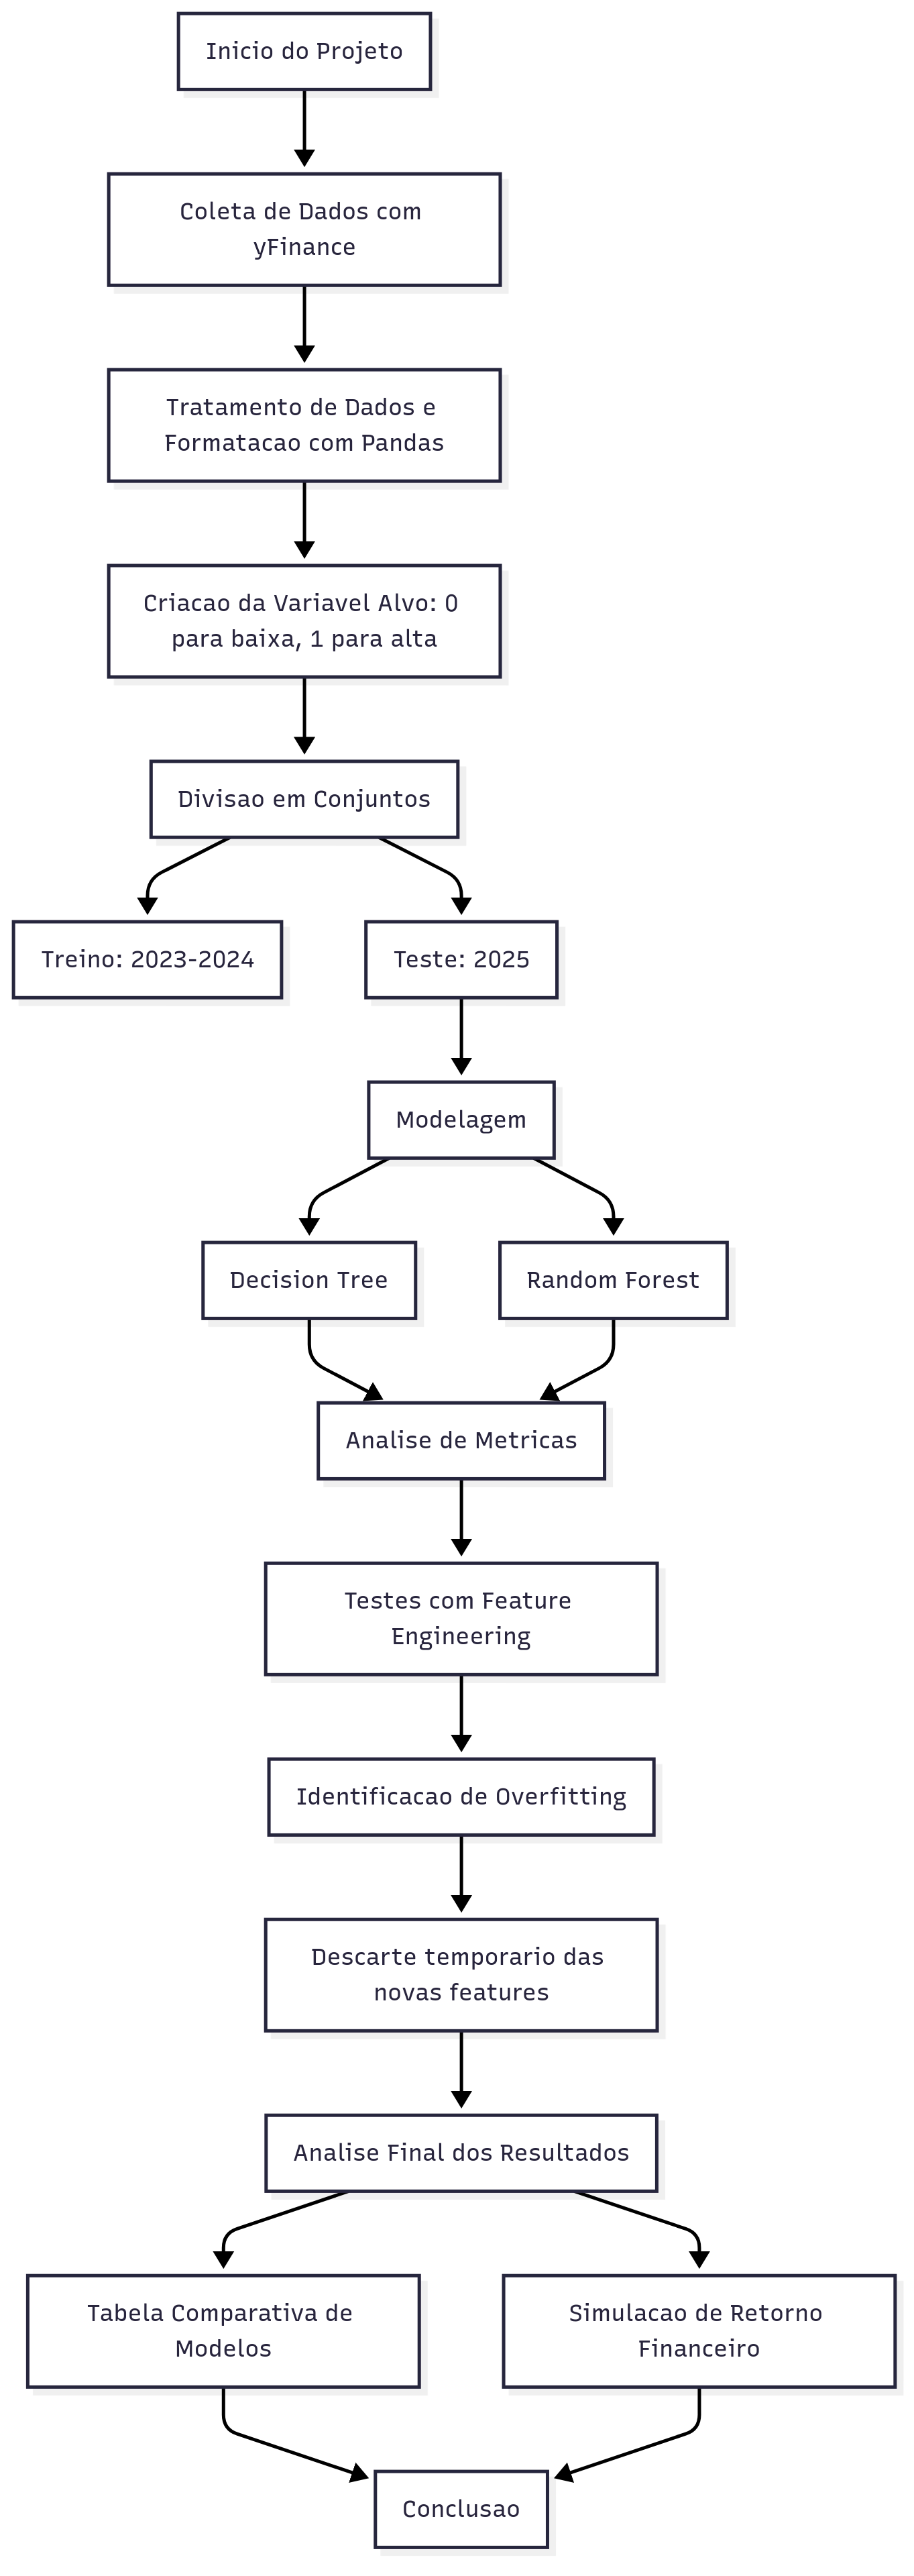 Inicio do Projeto
Coleta de Dados com
yFinance
Tratamento de Dados e
Formatacao com Pandas
Criacao da Variavel Alvo: 0
para baixa, 1 para alta
Divisao em Conjuntos
Treino: 2023-2024
Teste: 2025
Modelagem
Decision Tree
Random Forest
Analise de Metricas
Testes com Feature
Engineering
Identificacao de Overfitting
Descarte temporario das
novas features
Analise Final dos Resultados
Tabela Comparativa de
Modelos
Simulacao de Retorno
Financeiro
Conclusao